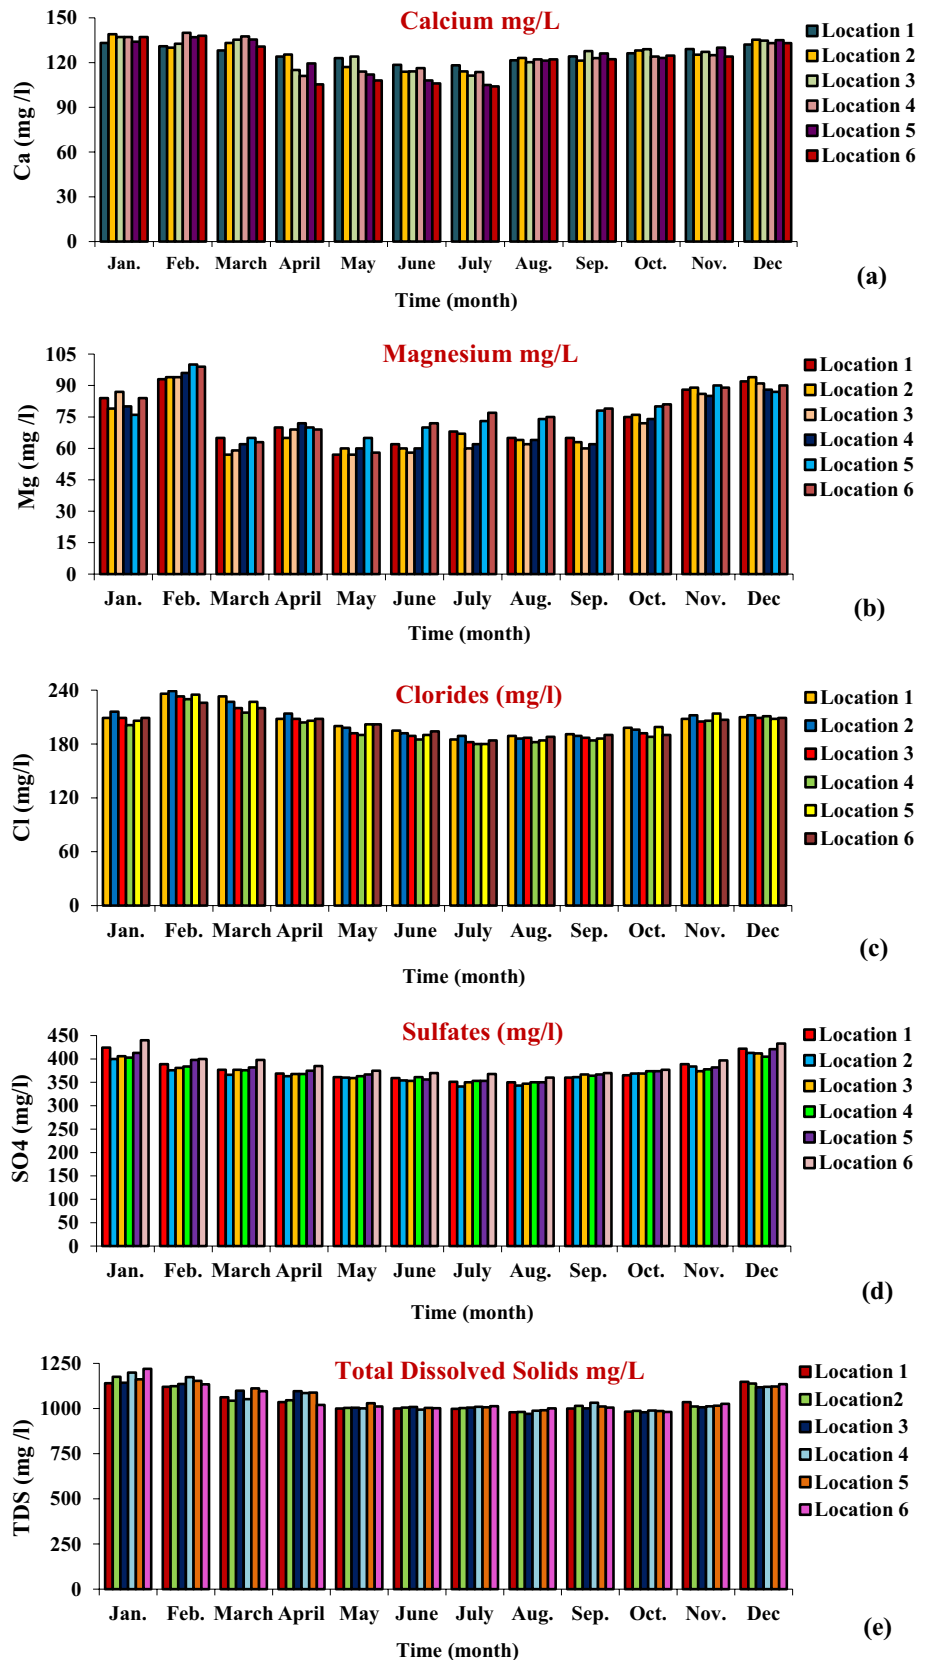 Calcium mg/L
150
120
90
60
30
0
Ca (mg /l)
Location 1
Location 2
Location 3
Location 4
Location 5
Location 6
Jan. Feb. March April May June July Aug. Sep. Oct. Nov. Dec
Time (month)
(a)
Magnesium mg/L
105
90
75
60
45
30
15
0
Mg (mg /l)
Location 1
Location 2
Location 3
Location 4
Location 5
Location 6
Jan. Feb. March April May June July Aug. Sep. Oct. Nov. Dec
Time (month)
(b)
Clorides (mg/l)
240
180
120
60
0
Cl (mg/l)
Location 1
Location 2
Location 3
Location 4
Location 5
Location 6
Jan. Feb. March April May June July Aug. Sep. Oct. Nov. Dec
Time (month)
(c)
Sulfates (mg/l)
450
400
350
300
250
200
150
100
50
0
SO4 (mg/l)
Location 1
Location 2
Location 3
Location 4
Location 5
Location 6
Jan. Feb. March April May June July Aug. Sep. Oct. Nov. Dec
Time (month)
(d)
Total Dissolved Solids mg/L
1250
1000
750
500
250
0
TDS (mg /l)
Location 1
Location2
Location 3
Location 4
Location 5
Location 6
Jan. Feb. March April May June July Aug. Sep. Oct. Nov. Dec
Time (month)
(e)